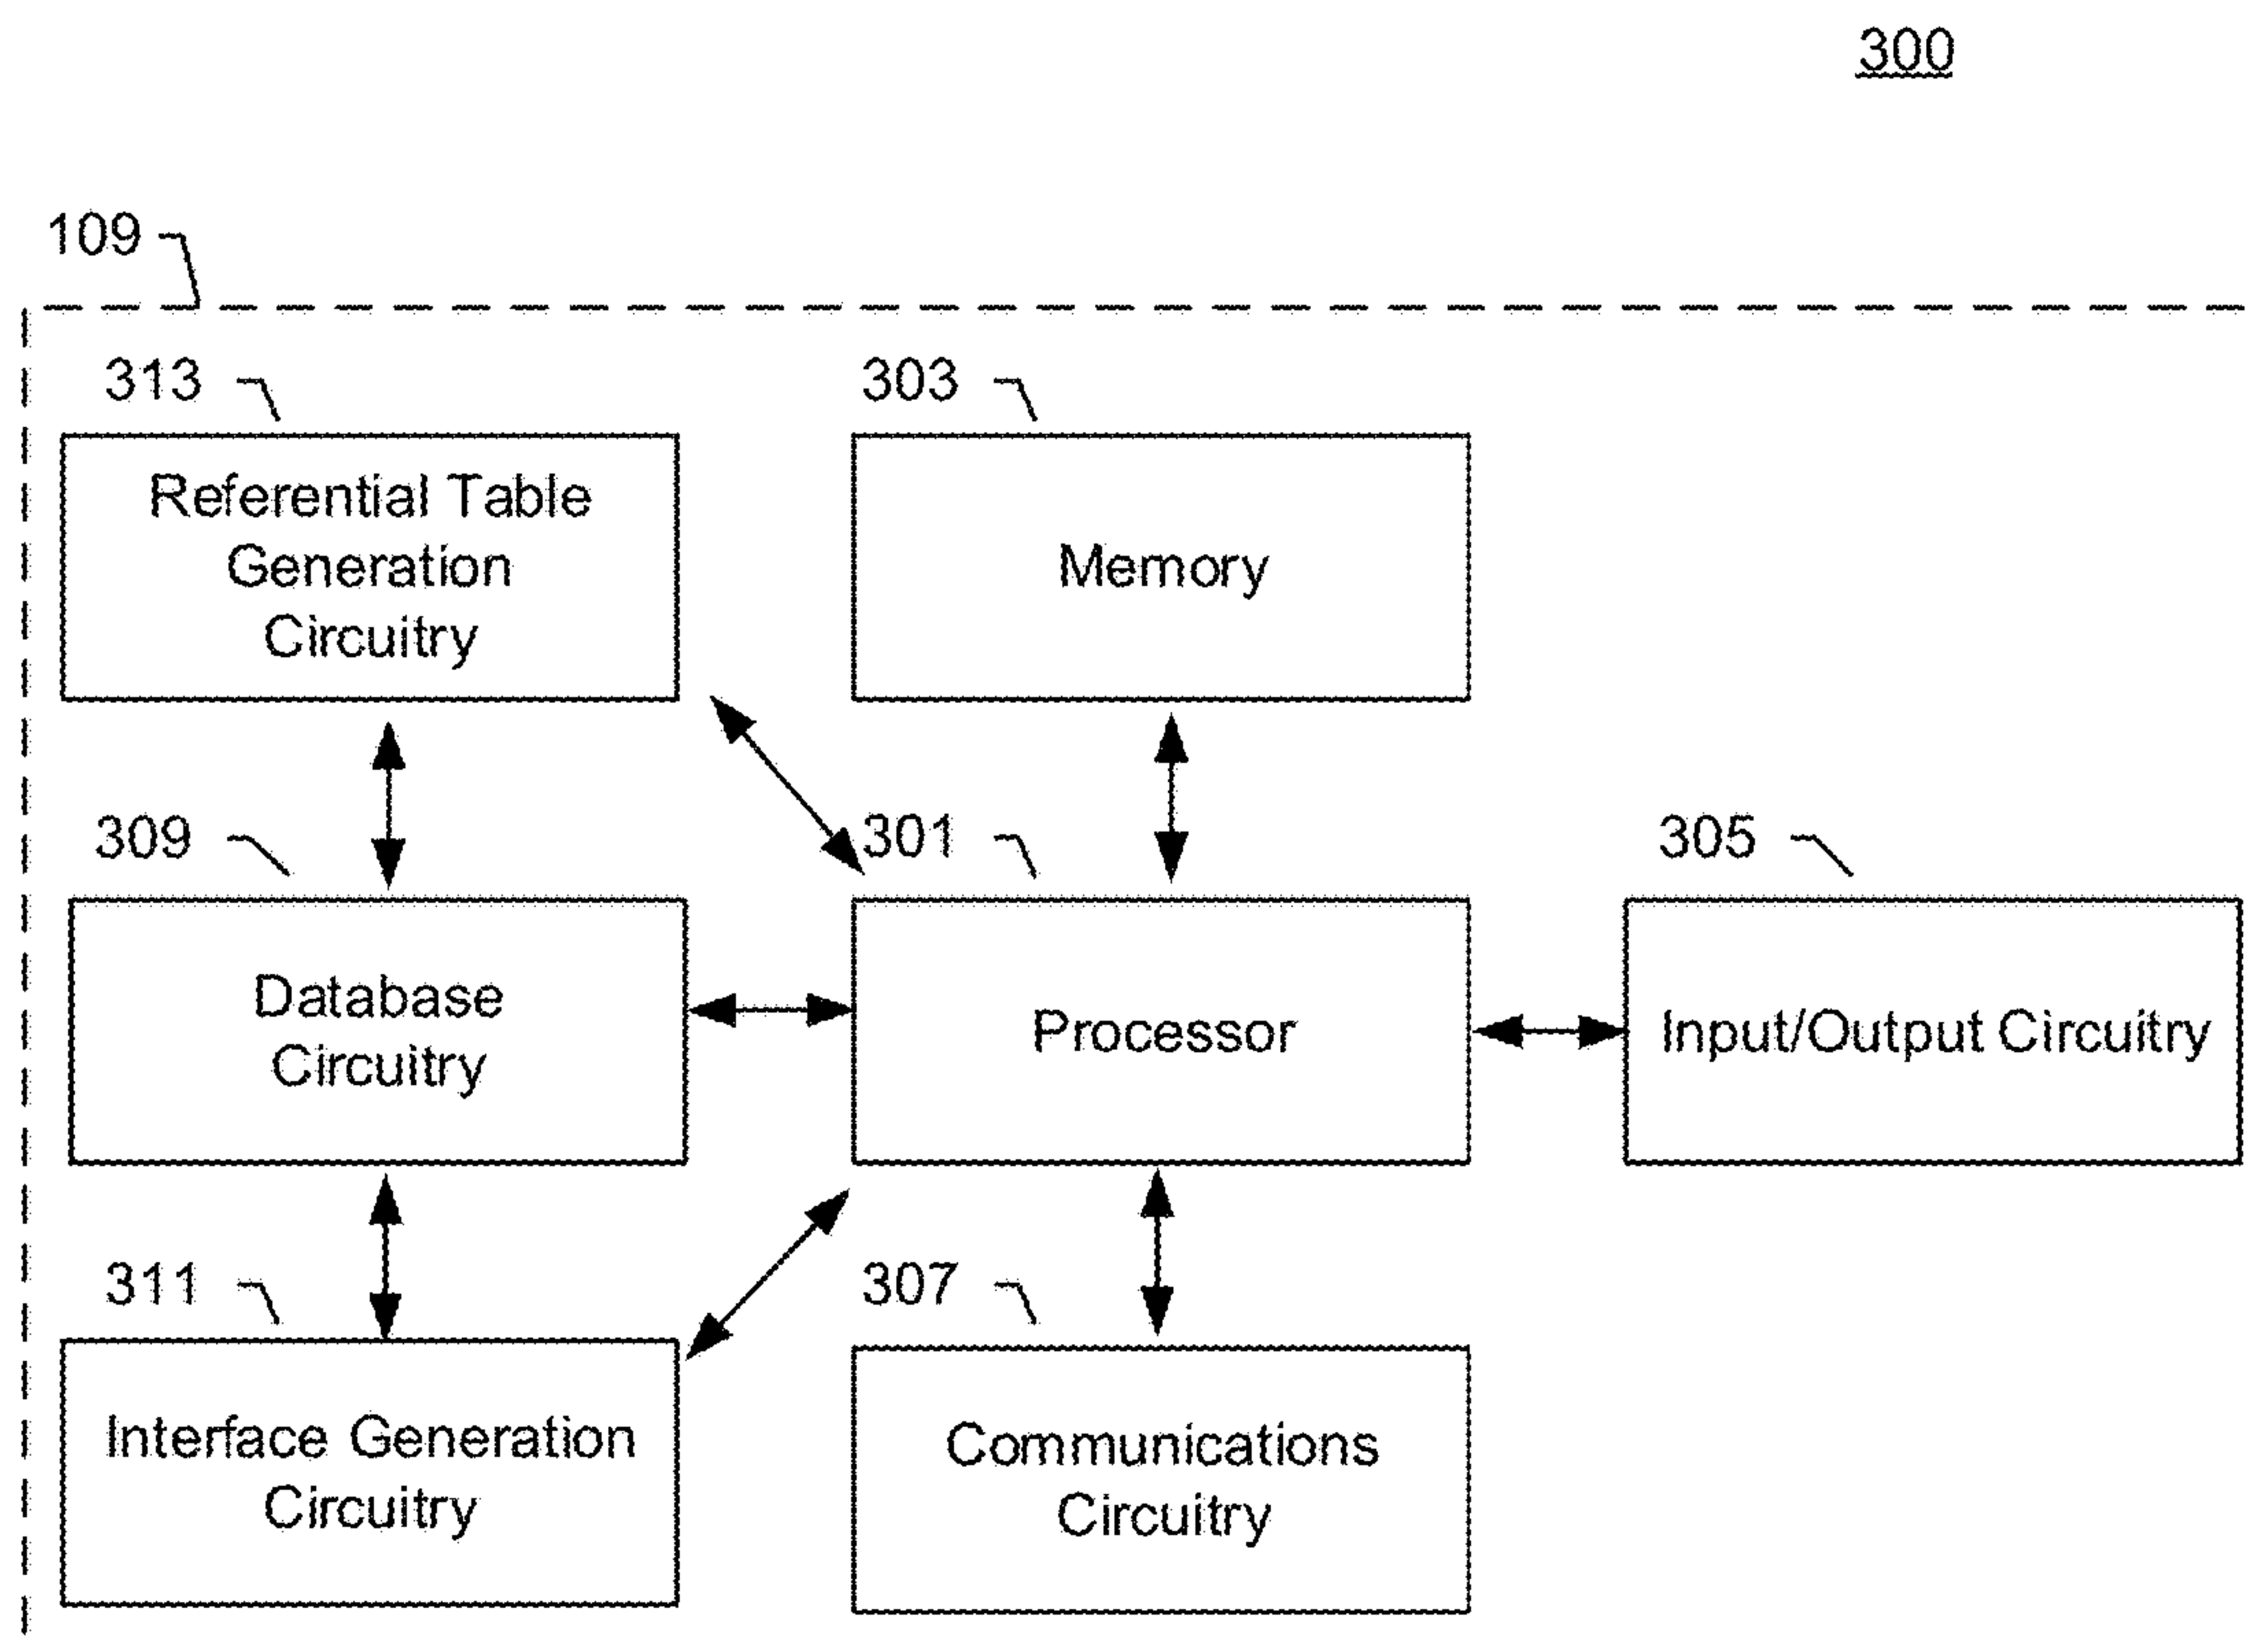 300
109
313
303
Referential Table
Generation
Circuitry
Memory
309
301
305
Database
Circuitry
Processor
Input/Output Circuitry
311
307
Interface Generation
Circuitry
Communications
Circuitry